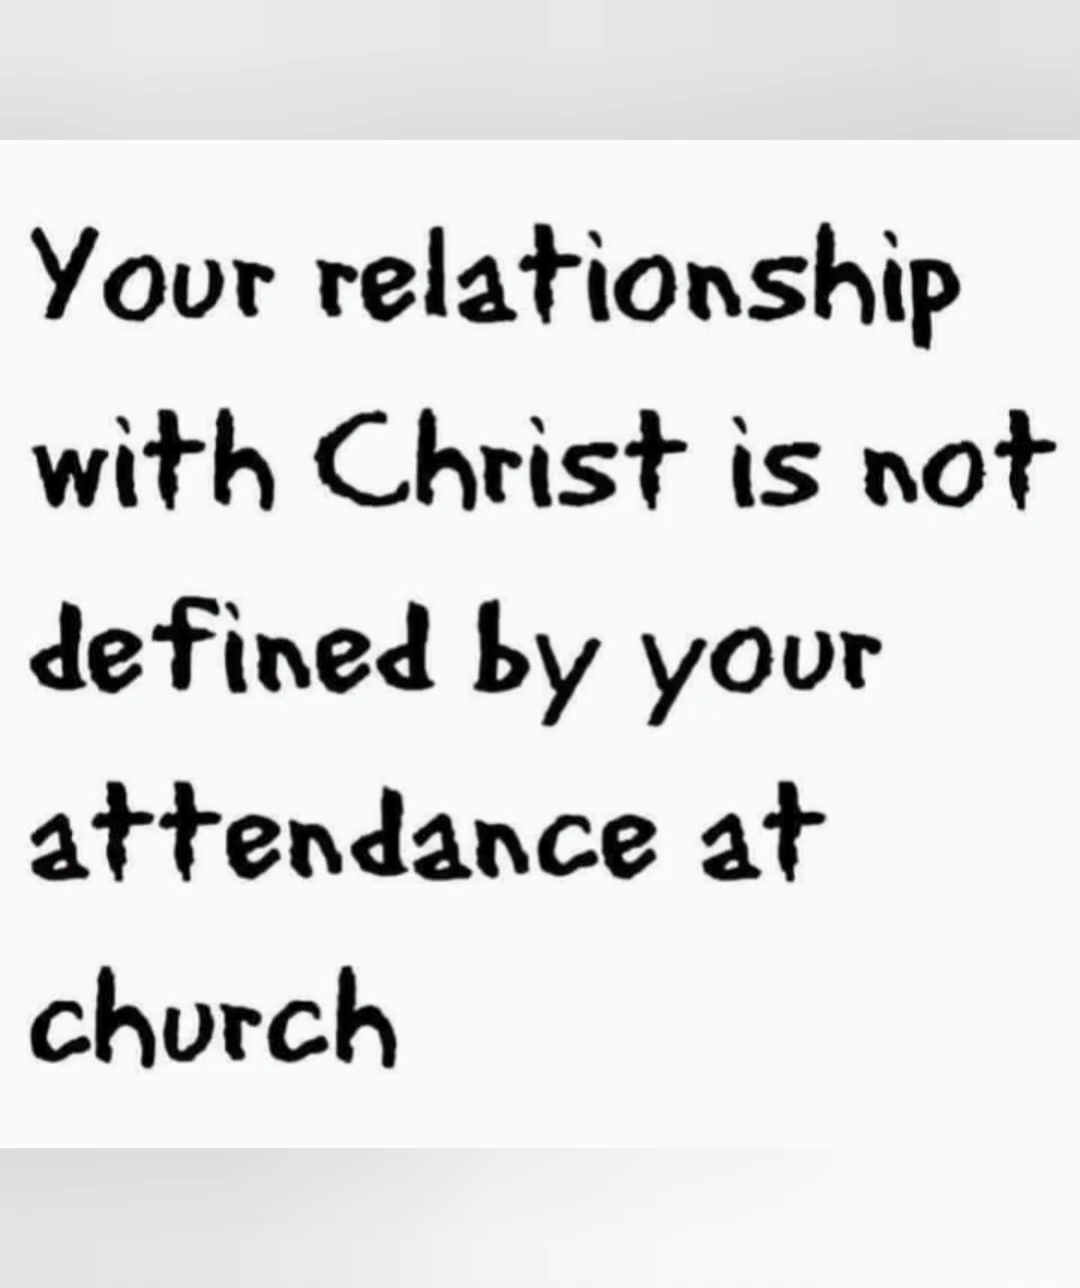 Your relationship
with Christ is not
defined by your
attendance at
church